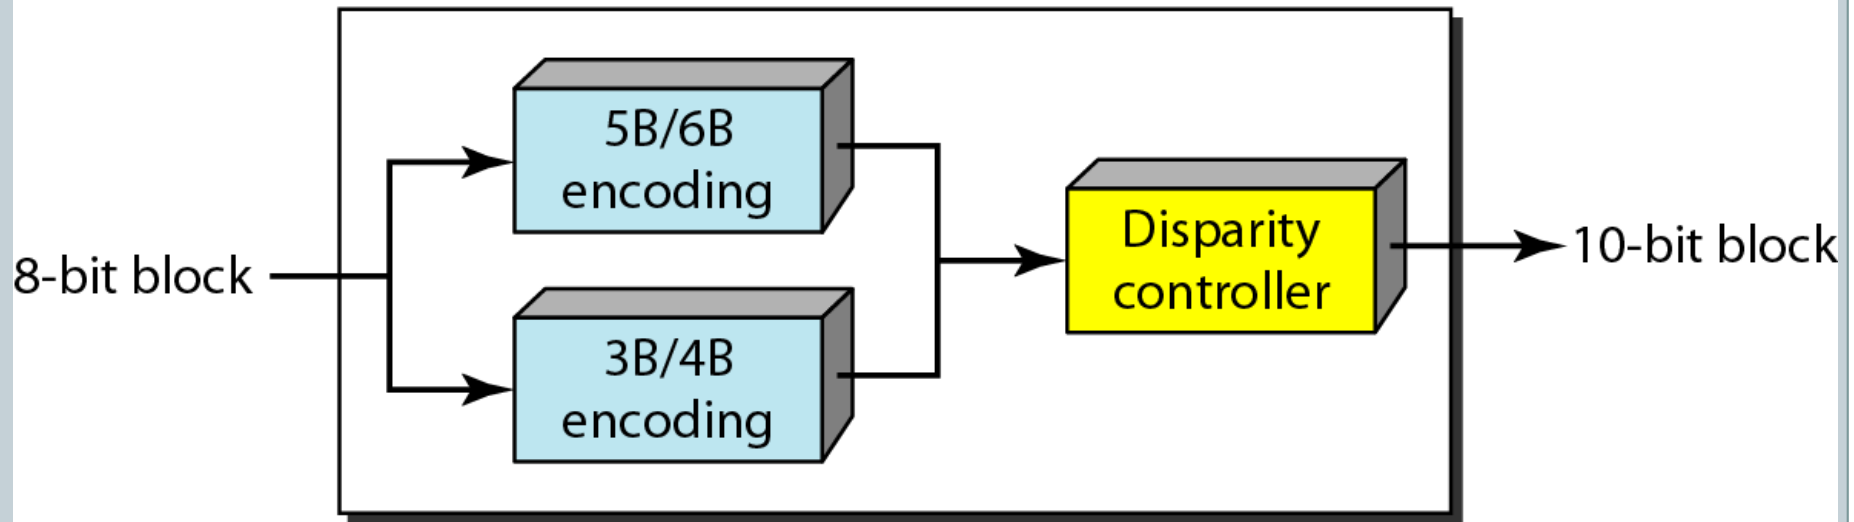 8-bit block
5B/6B
encoding
3B/4B
encoding
Disparity
controller
10-bit block